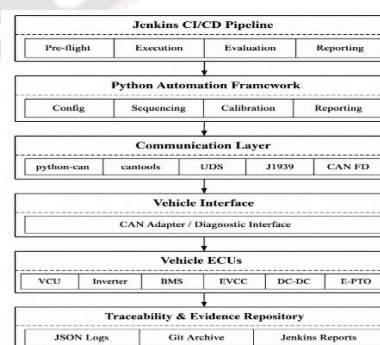 Jenkins CI/CD Pipeline
Pre-flight Execution Evaluation Reporting
Python Automation Framework
Config Sequencing Calibration Reporting
Communication Layer
python-can cantools UDS J1939 CAN FD
Vehicle Interface
CAN Adapter / Diagnostic Interface
Vehicle ECUs
VCU Inverter BMS EVCC DC-DC E-PTO
Traceability & Evidence Repository
JSON Logs Git Archive Jenkins Reports